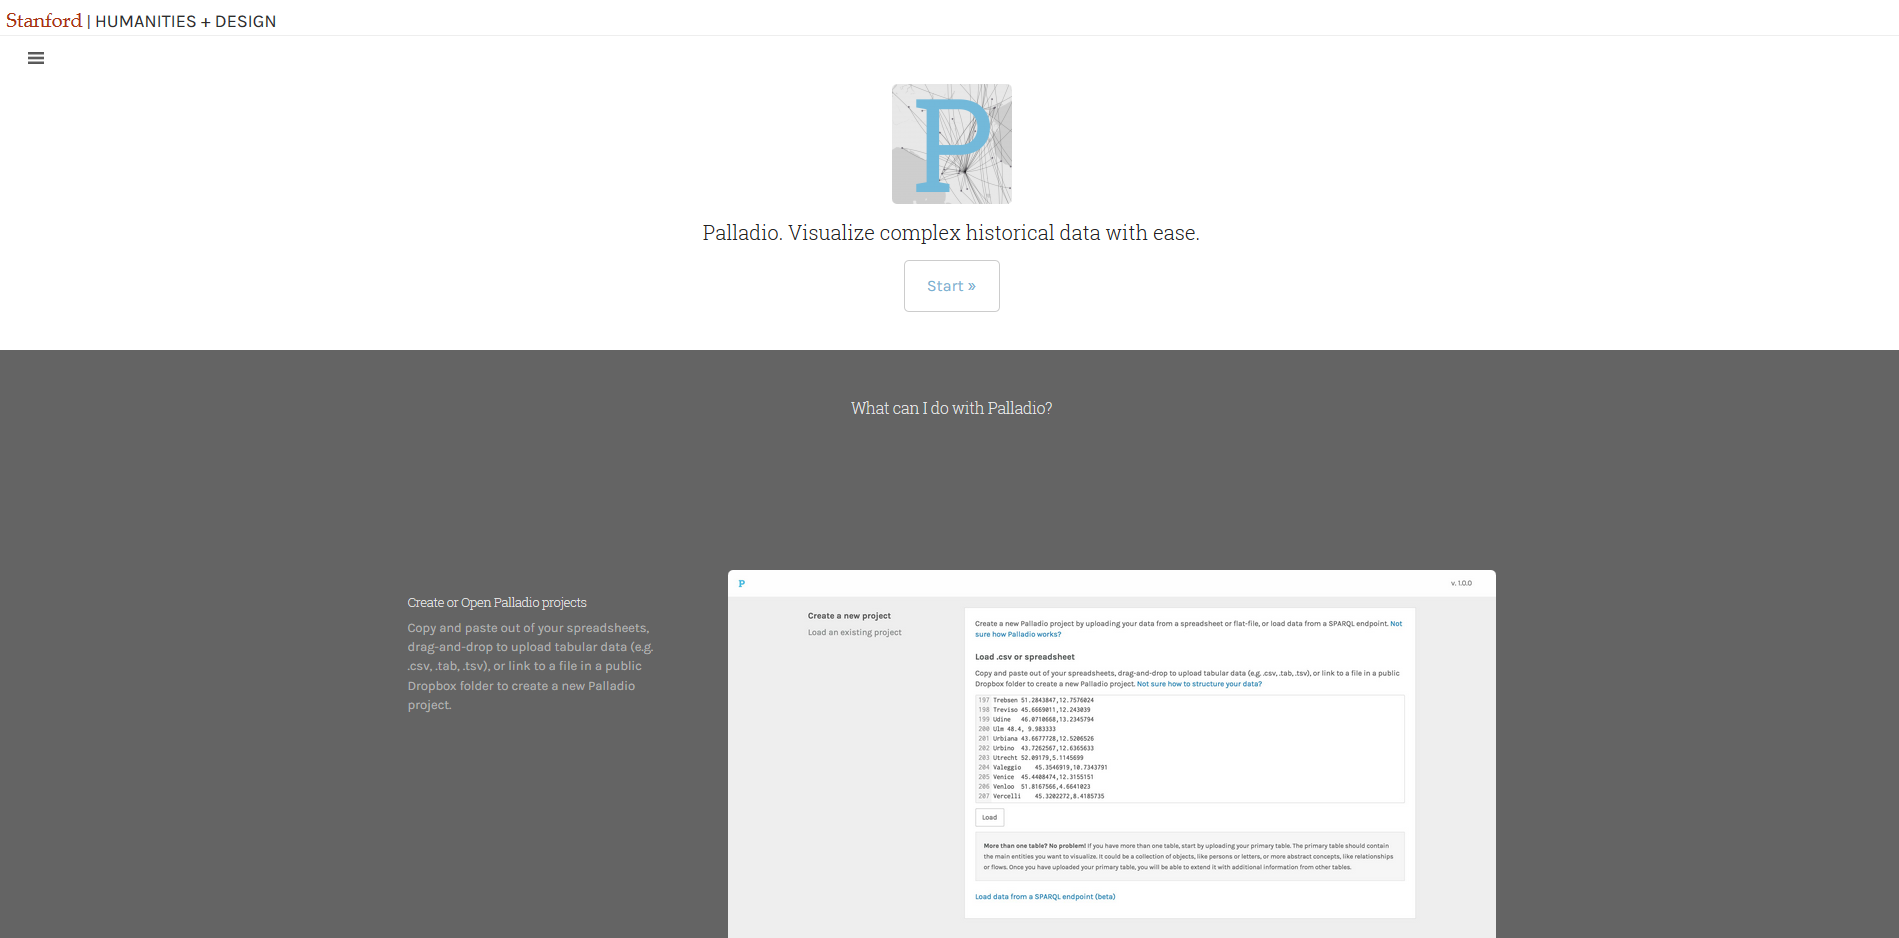 Stanford | HUMANITIES + DESIGN
P
Palladio. Visualize complex historical data with ease.
Start »
What can I do with Palladio?
Create or Open Palladio projects
Copy and paste out of your spreadsheets,
drag-and-drop to upload tabular data (e.g.
.csv, .tab, .tsv), or link to a file in a public
Dropbox folder to create a new Palladio
project.
P
v. 1.0.0
Create a new project
Load an existing project
Create a new Palladio project by uploading your data from a spreadsheet or flat-file, or load data from a SPARQL endpoint. Not
sure how Palladio works?
Load .csv or spreadsheet
Copy and paste out of your spreadsheets, drag-and-drop to upload tabular data (e.g. .csv, .tab, .tsv), or link to a file in a public
Dropbox folder to create a new Palladio project. Not sure how to structure your data?
197 Trebsen 51.2843847,12.7576024
198 Treviso 45.6669011,12.243039
199 Udine 46.0710668,13.2345794
200 Ulm 48.4, 9.983333
201 Urbiana 43.6677728,12.5206526
202 Urbino 43.7262567,12.6365633
203 Utrecht 52.09179,5.1145699
204 Valeggio 45.3546919,10.7343791
205 Venice 45.4408474,12.3155151
206 Venloo 51.8167566,4.6641023
207 Vercelli 45.3202272,8.4185735
Load
More than one table? No problem! If you have more than one table, start by uploading your primary table. The primary table should contain
the main entities you want to visualize. It could be a collection of objects, like persons or letters, or more abstract concepts, like relationships
or flows. Once you have uploaded your primary table, you will be able to extend it with additional information from other tables.
Load data from a SPARQL endpoint (beta)